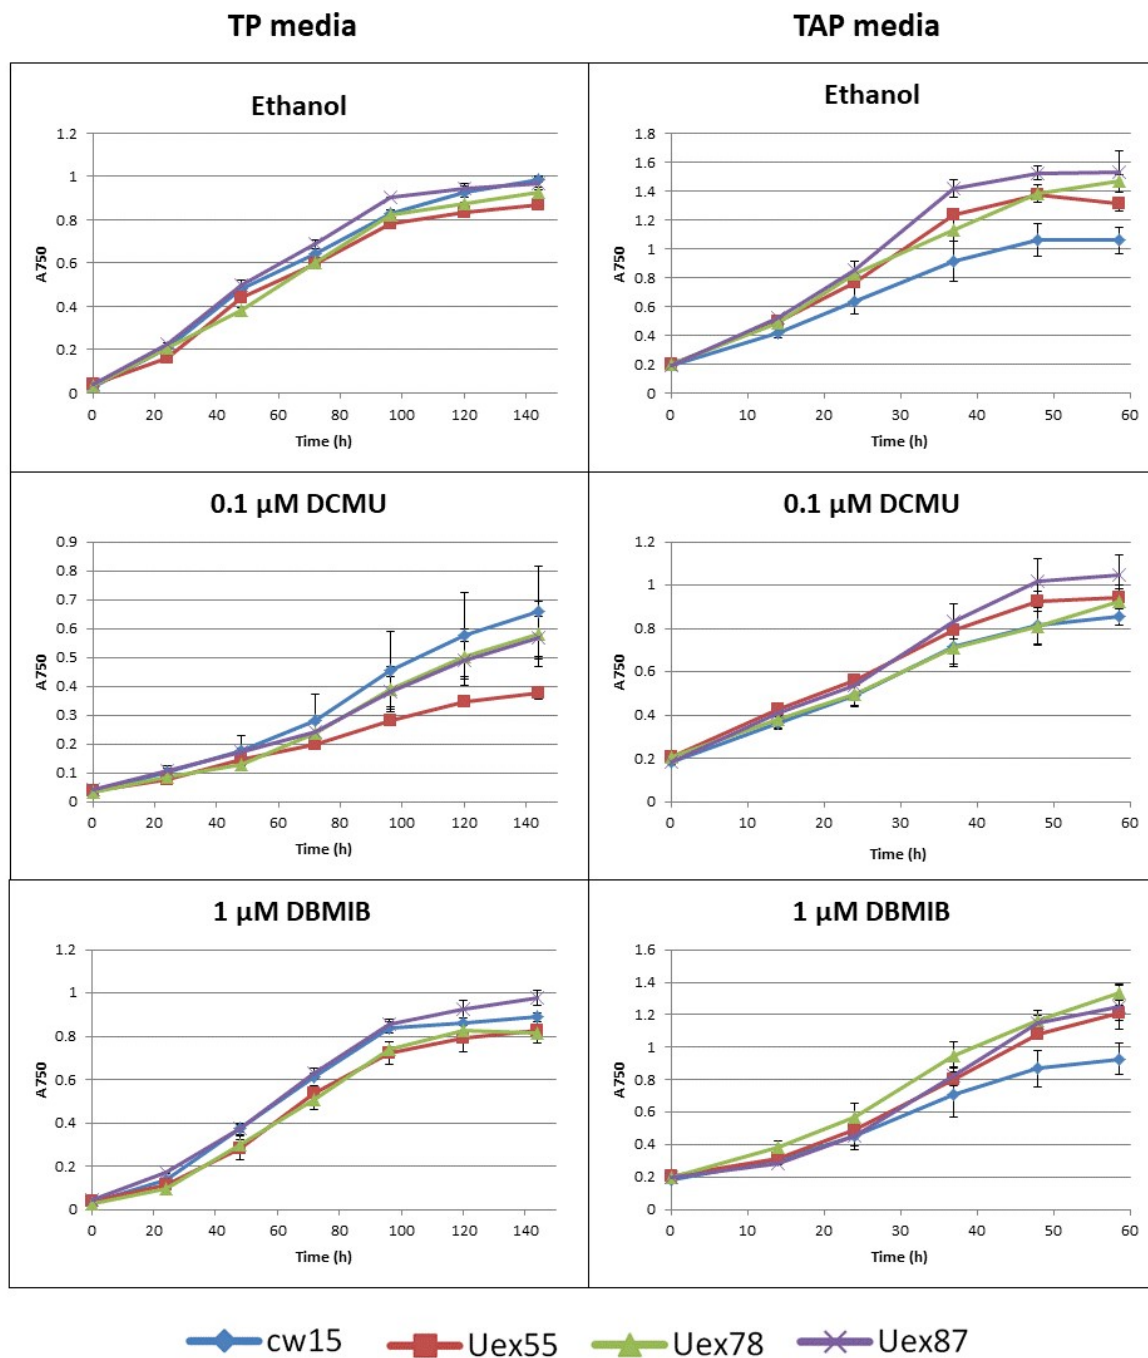 TP media
TAP media
Ethanol
1.2
1
0.8
0.6
0.4
0.2
0
A750
0 20 40 60 80 100 120 140
Time (h)
Ethanol
1.8
1.6
1.4
1.2
1
0.8
0.6
0.4
0.2
0
A750
0 10 20 30 40 50 60
Time (h)
0.1 μM DCMU
0.9
0.8
0.7
0.6
0.5
0.4
0.3
0.2
0.1
0
A750
0 20 40 60 80 100 120 140
Time (h)
0.1 μM DCMU
1.2
1
0.8
0.6
0.4
0.2
0
A750
0 10 20 30 40 50 60
Time (h)
1 μM DBMIB
1.2
1
0.8
0.6
0.4
0.2
0
A750
0 20 40 60 80 100 120 140
Time (h)
1 μM DBMIB
1.6
1.4
1.2
1
0.8
0.6
0.4
0.2
0
A750
0 10 20 30 40 50 60
Time (h)
cw15 Uex55 Uex78 Uex87